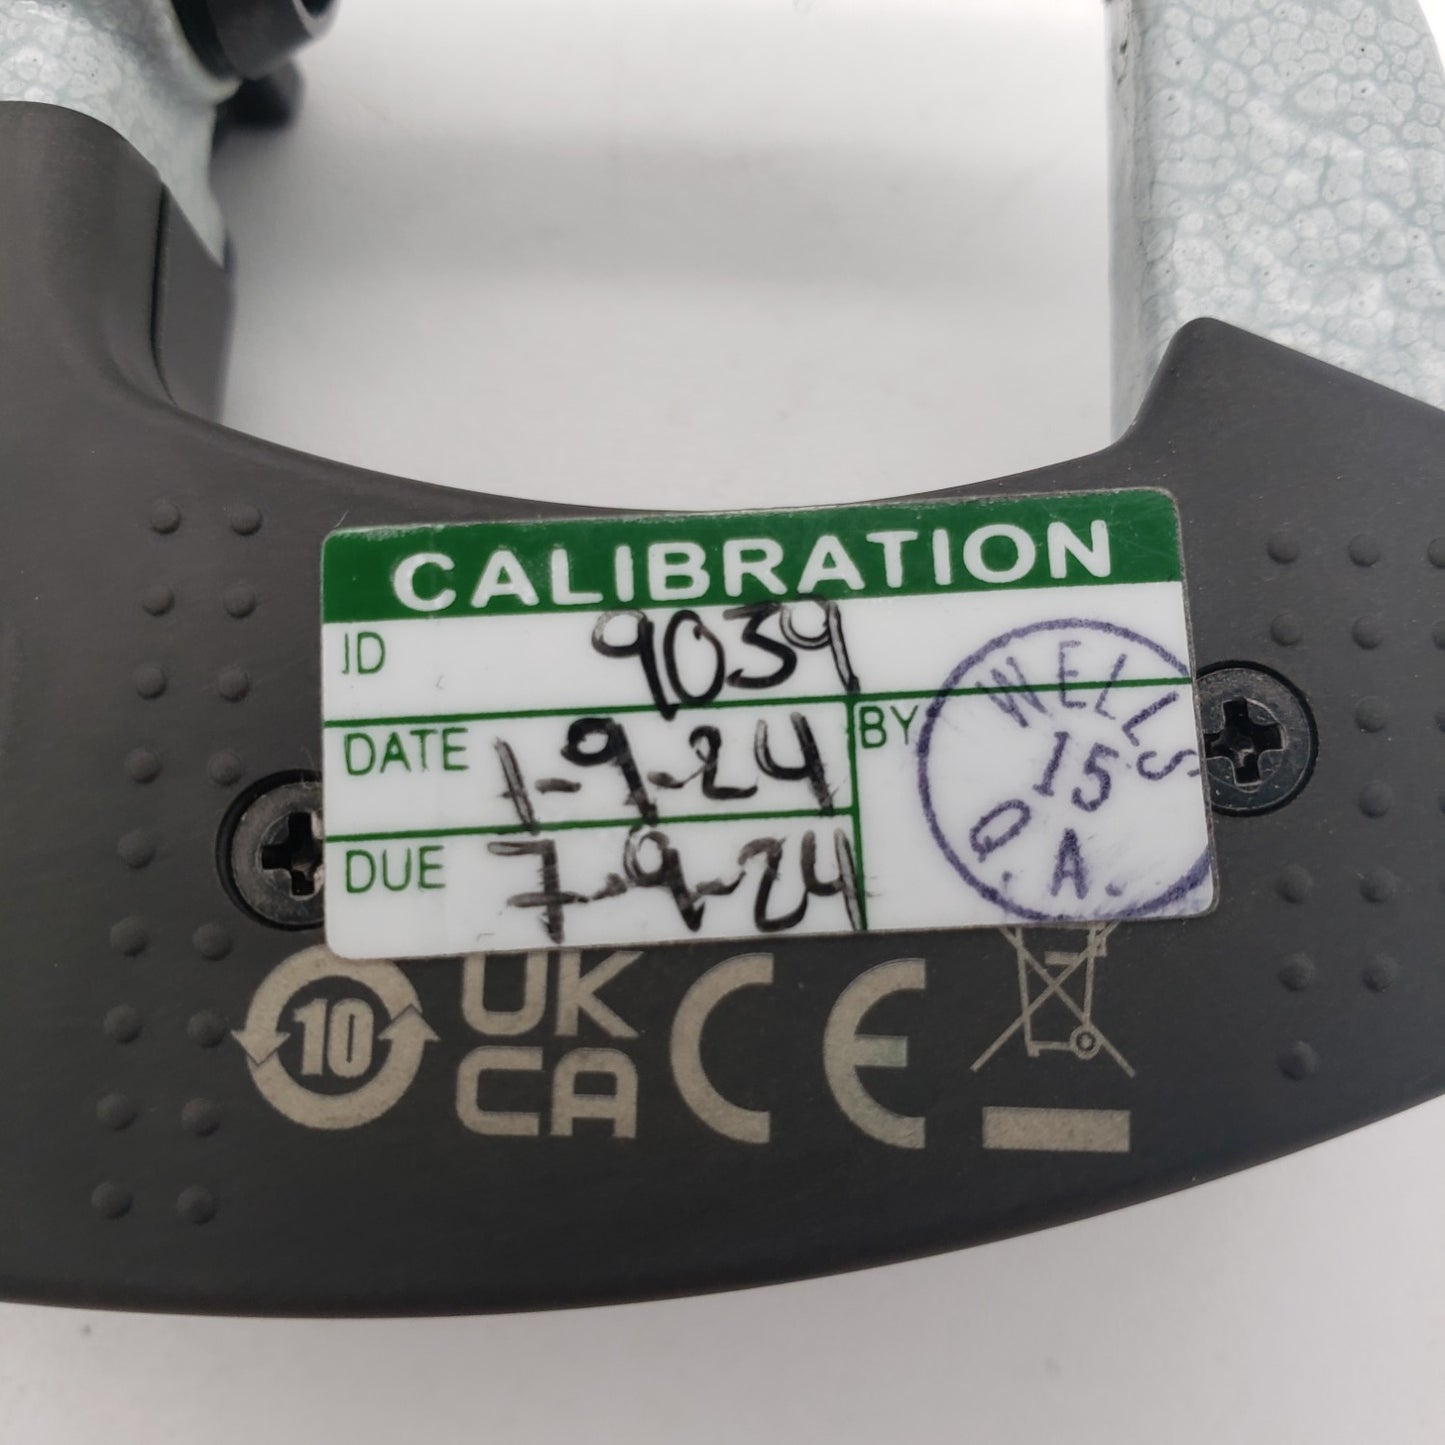 CALIBRATION
ID 9039
DATE 1-9-24
DUE 7-9-24
BY WELLS 15 Q.A.
10 UK CA CE